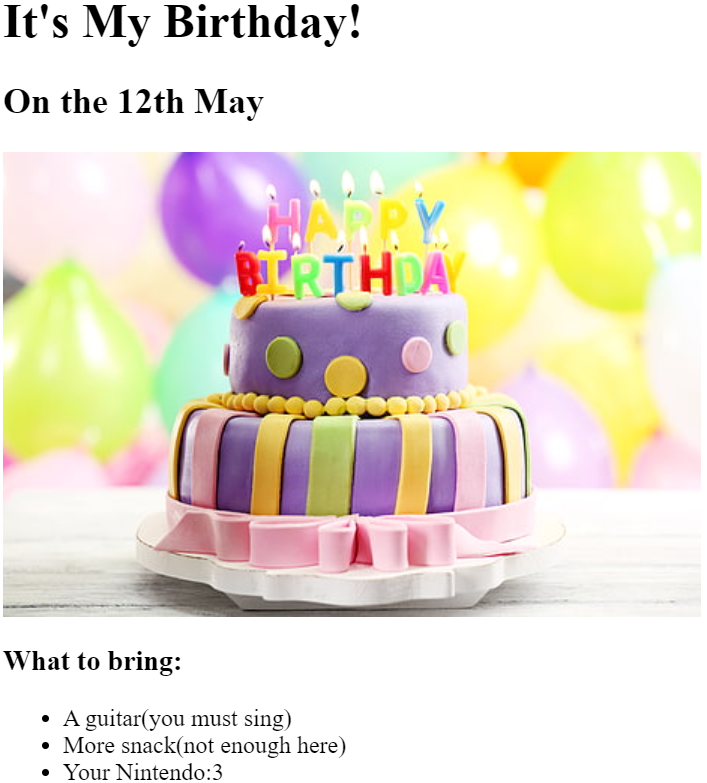 It's My Birthday!
On the 12th May
HAPPY
BIRTHDAY
What to bring:
A guitar(you must sing)
More snack(not enough here)
Your Nintendo:3